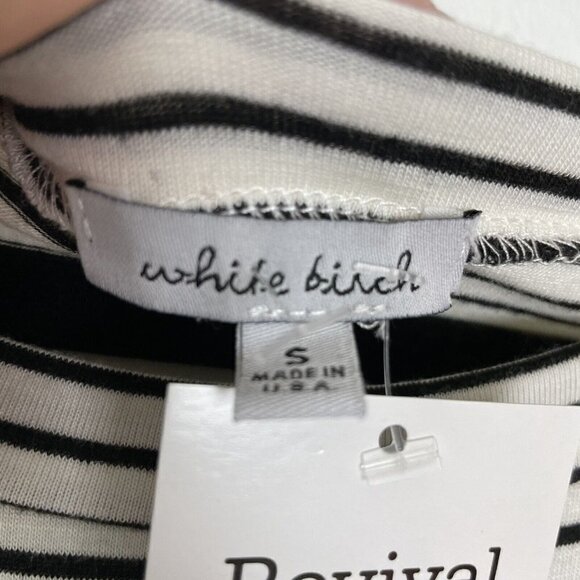 white birch
S
MADE IN
U.S.A.
Revival